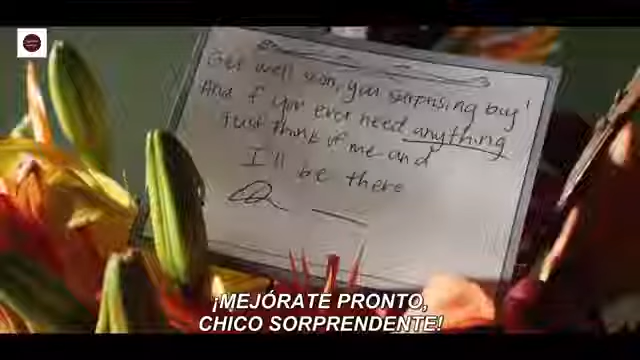 Get well soon, you surprising boy!
And if you ever need anything
Just think of me and
I'll be there
¡MEJÓRATE PRONTO,
CHICO SORPRENDENTE!